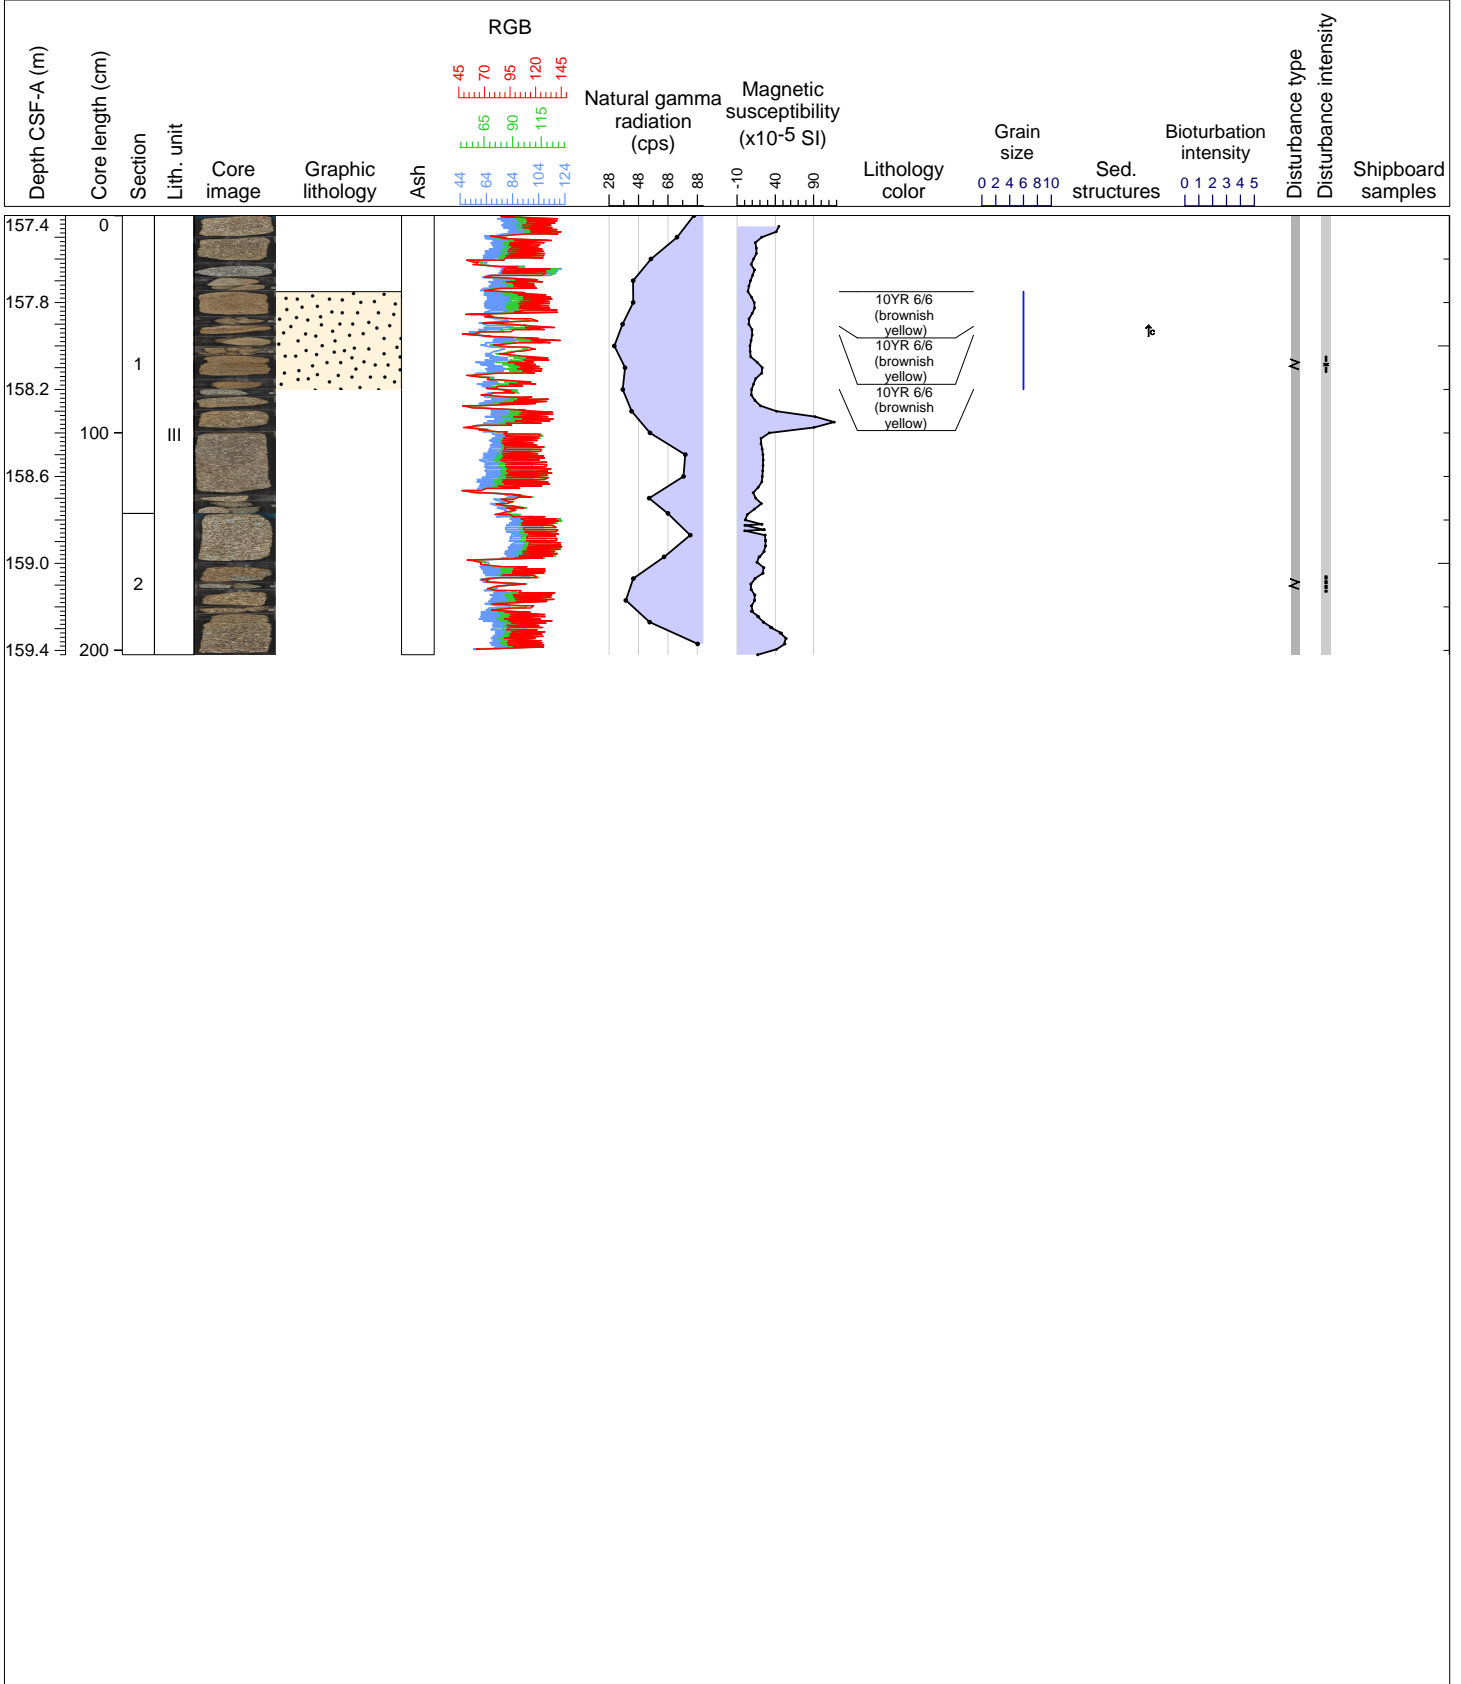 RGB
45 70 95 120 145
65 90 115
44 64 84 104 124
Depth CSF-A (m)
Core length (cm)
Section
Lith. unit
Core
image
Graphic
lithology
Ash
Natural gamma
radiation
(cps)
28 48 68 88
Magnetic
susceptibility
(x10-5 SI)
-10 40 90
Lithology
color
Grain
size
0 2 4 6 8 10
Sed.
structures
Bioturbation
intensity
0 1 2 3 4 5
Disturbance type
Disturbance intensity
Shipboard
samples
157.4
157.8
158.2
158.6
159.0
159.4
0
100
200
1
2
III
10YR 6/6
(brownish
yellow)
10YR 6/6
(brownish
yellow)
10YR 6/6
(brownish
yellow)